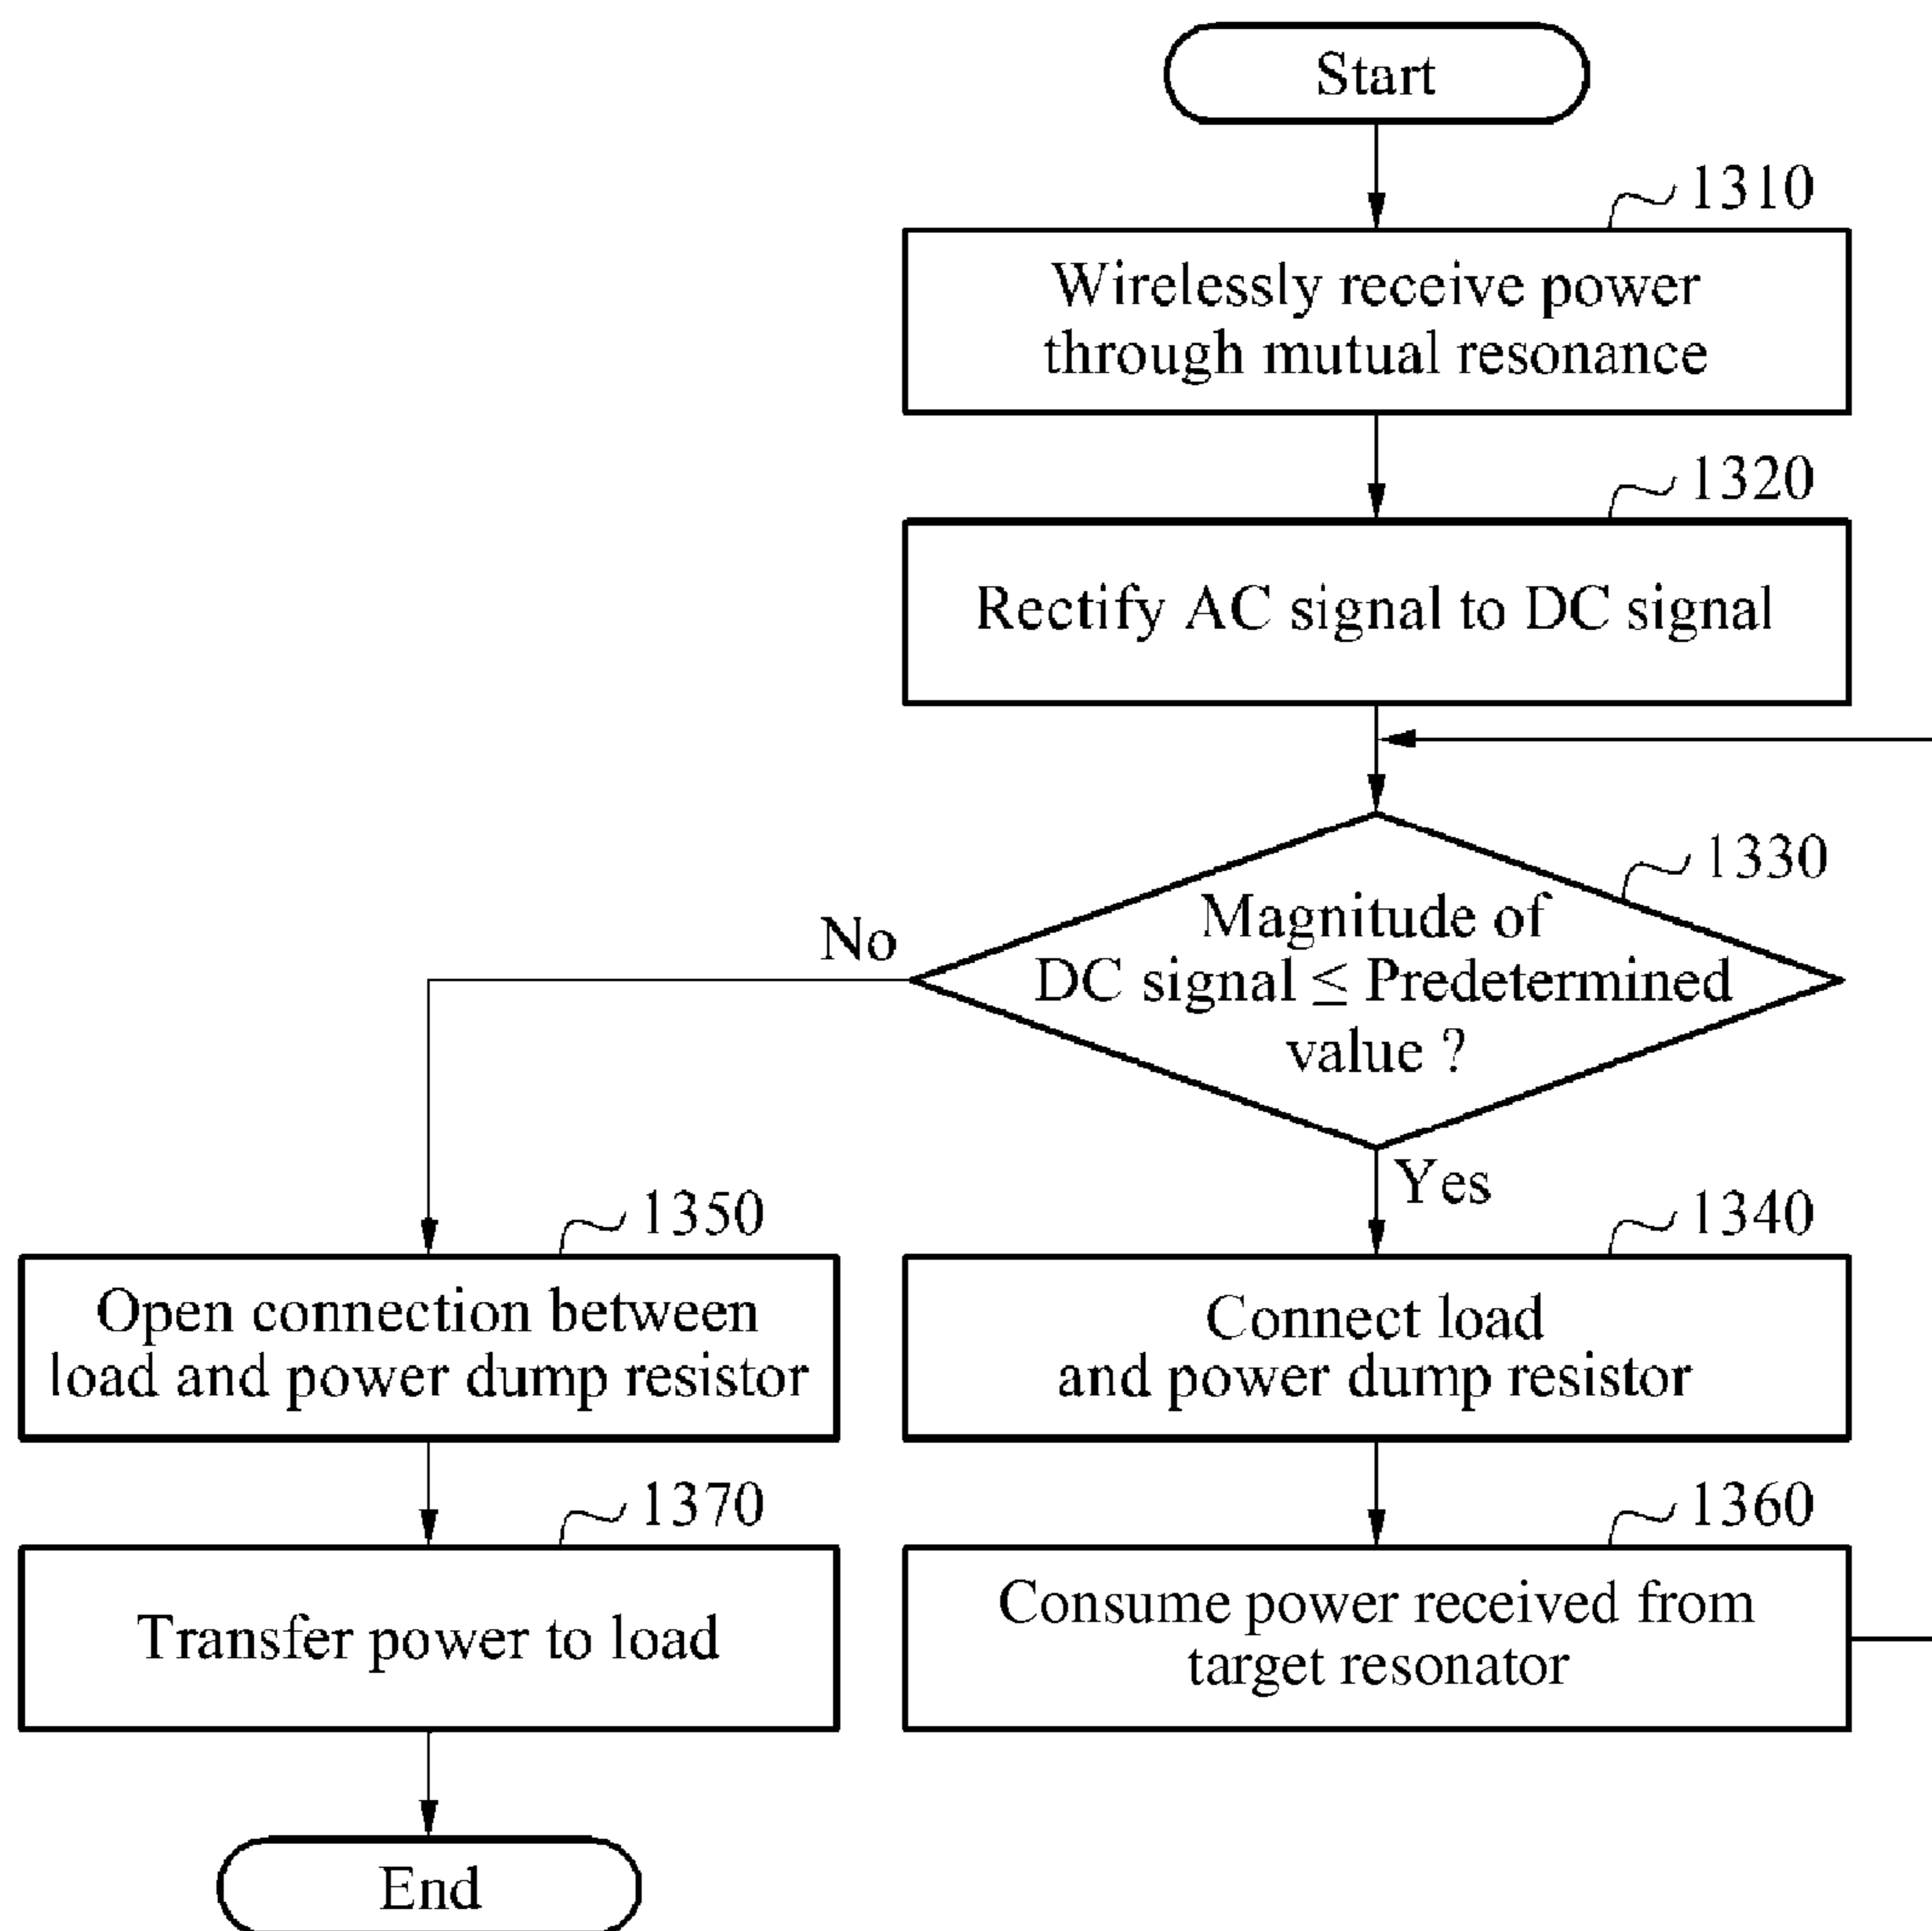 Start
1310
Wirelessly receive power
through mutual resonance
1320
Rectify AC signal to DC signal
1330
Magnitude of
DC signal ≤ Predetermined
value ?
No
Yes
1350
Open connection between
load and power dump resistor
1340
Connect load
and power dump resistor
1370
Transfer power to load
1360
Consume power received from
target resonator
End